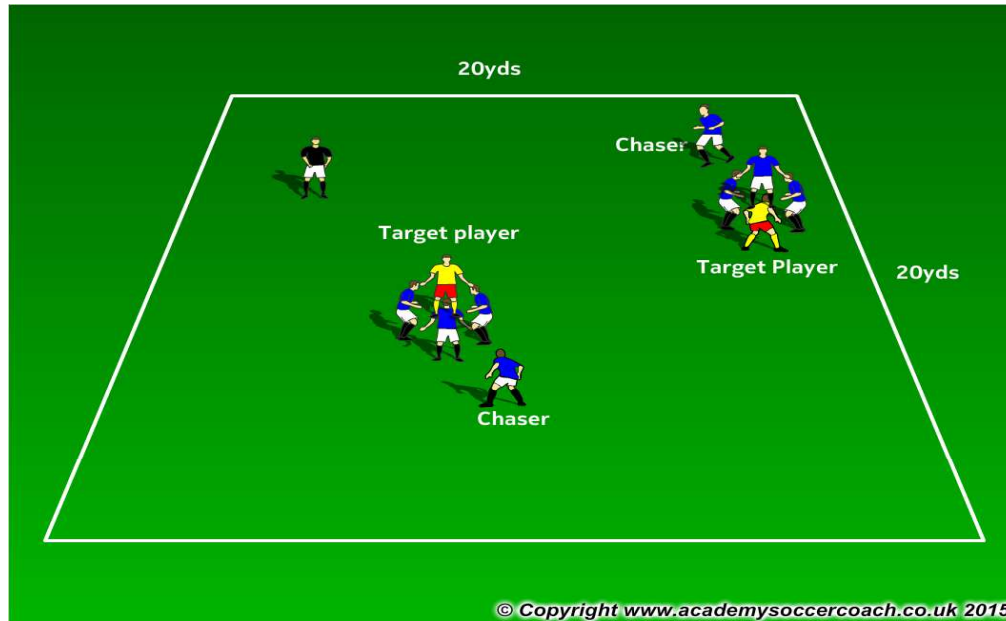 20yds
Chaser
Target player
Target Player
20yds
Chaser
© Copyright www.academysoccercoach.co.uk 2015